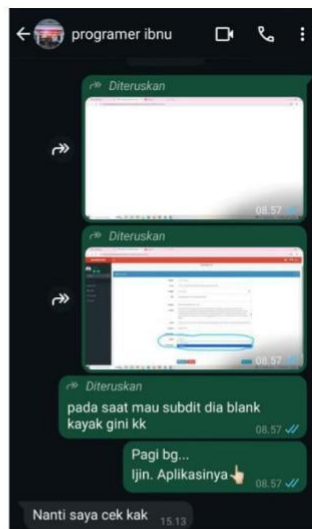 programer ibnu
Diteruskan
08.57
Diteruskan
08.57
Diteruskan
pada saat mau subdit dia blank
kayak gini kk
08.57
Pagi bg...
Ijin. Aplikasinya👆🏻
08.57
Nanti saya cek kak
15.13